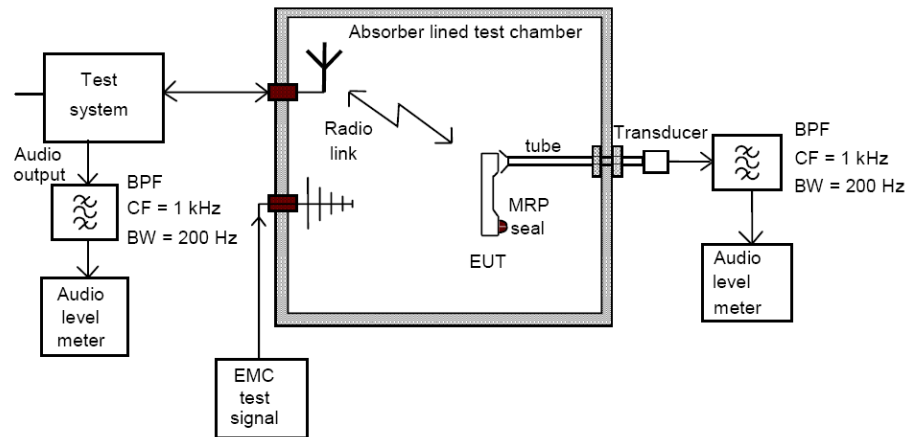 Absorber lined test chamber
Test
system
Radio
link
Audio
output
BPF
CF = 1 kHz
BW = 200 Hz
Audio
level
meter
EMC
test
signal
tube
MRP
seal
EUT
Transducer
BPF
CF = 1 kHz
BW = 200 Hz
Audio
level
meter